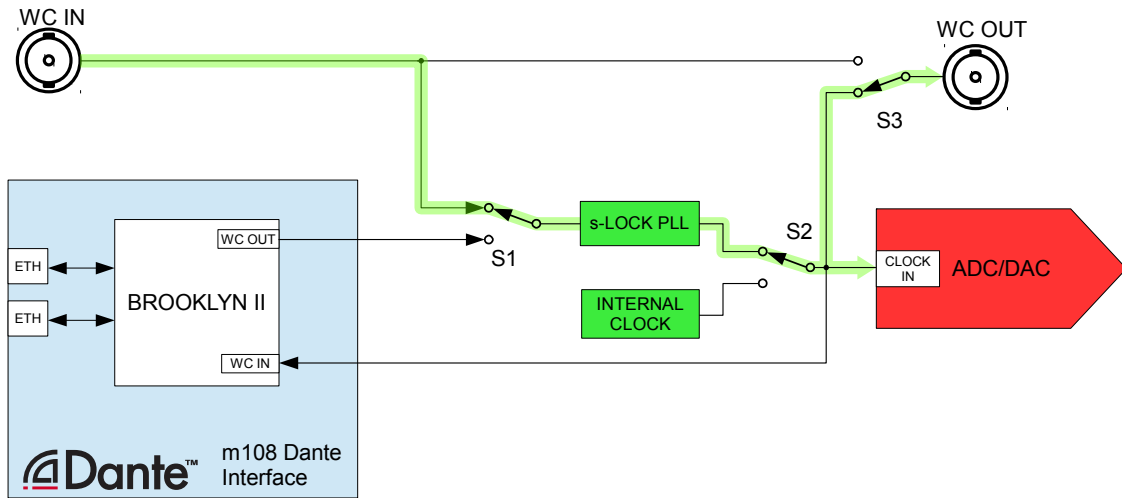 WC IN
WC OUT
S3
WC OUT
S1
s-LOCK PLL
S2
ETH
BROOKLYN II
CLOCK
IN
ADC/DAC
ETH
INTERNAL
CLOCK
WC IN
Dante™
m108 Dante
Interface